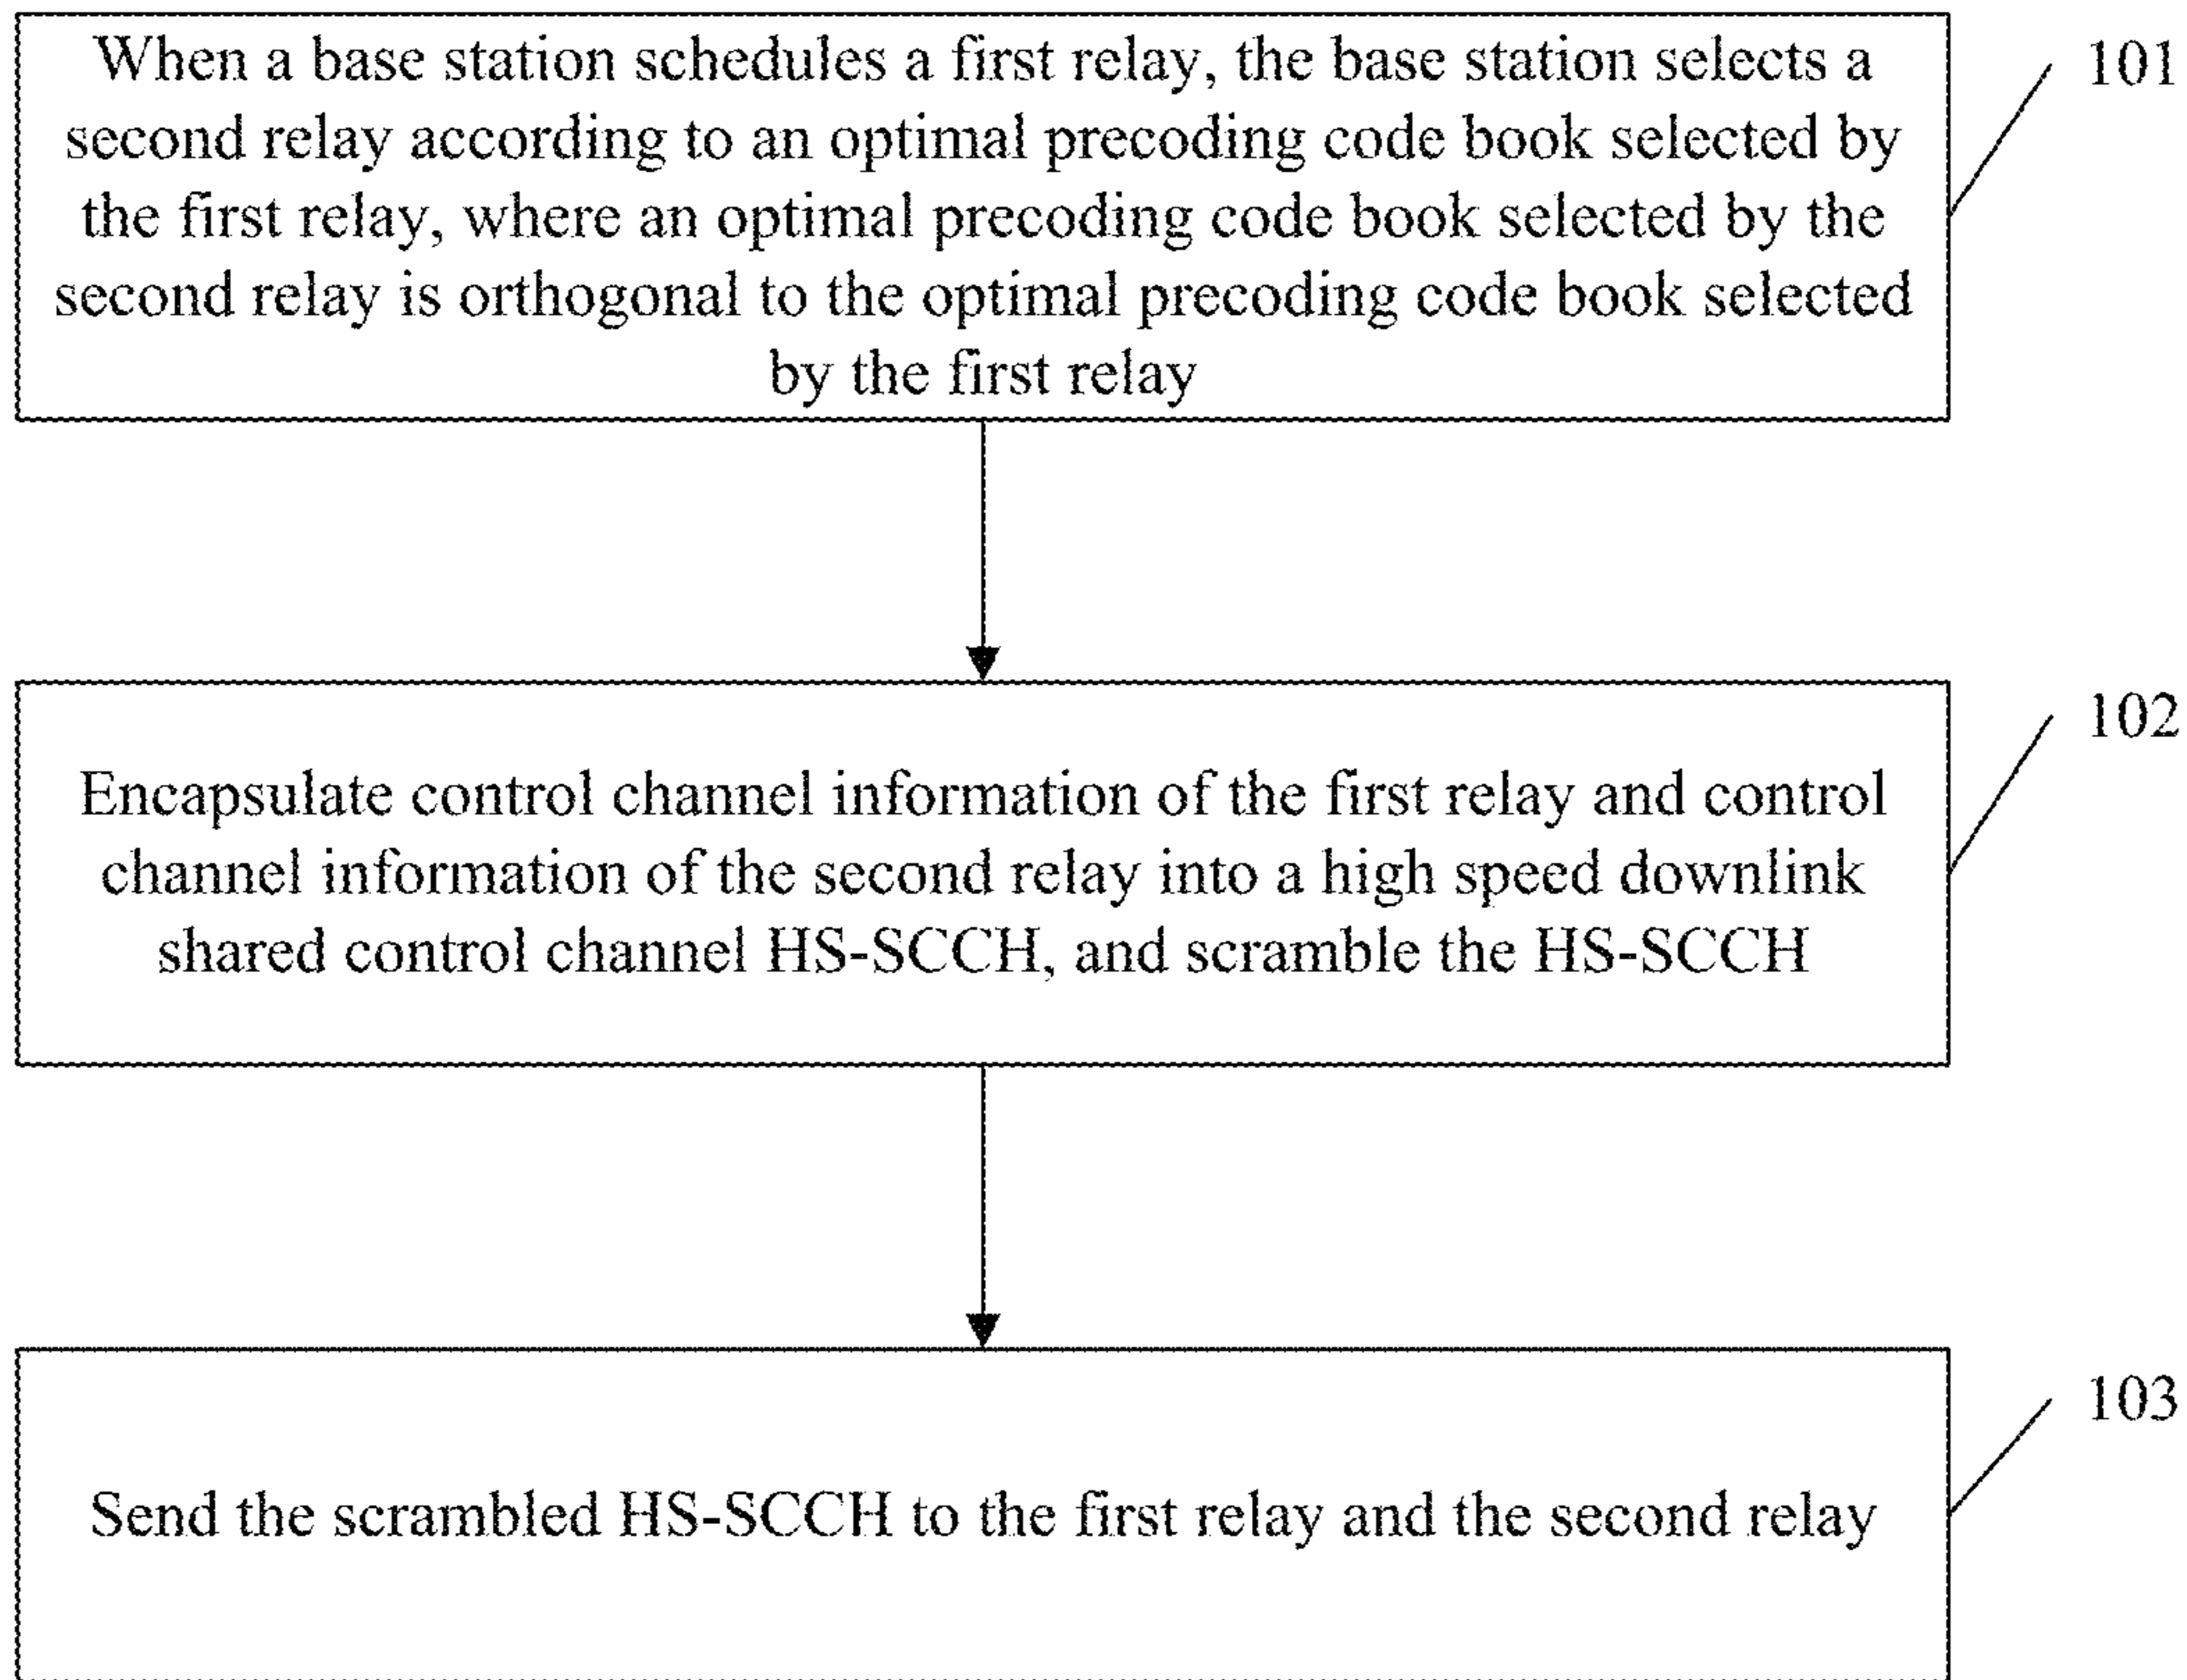 When a base station schedules a first relay, the base station selects a
second relay according to an optimal precoding code book selected by
the first relay, where an optimal precoding code book selected by the
second relay is orthogonal to the optimal precoding code book selected
by the first relay
101
Encapsulate control channel information of the first relay and control
channel information of the second relay into a high speed downlink
shared control channel HS-SCCH, and scramble the HS-SCCH
102
Send the scrambled HS-SCCH to the first relay and the second relay
103